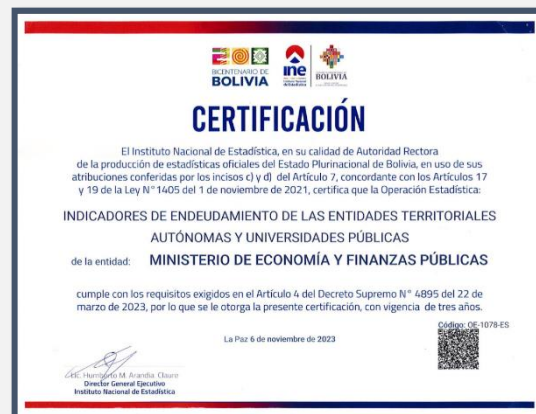 BICENTENARIO DE
BOLIVIA
ine
BOLIVIA
CERTIFICACIÓN
El Instituto Nacional de Estadística, en su calidad de Autoridad Rectora
de la producción de estadísticas oficiales del Estado Plurinacional de Bolivia, en uso de sus
atribuciones conferidas por los incisos c) y d) del Artículo 7, concordante con los Artículos 17
y 19 de la Ley N° 1405 del 1 de noviembre de 2021, certifica que la Operación Estadística:
INDICADORES DE ENDEUDAMIENTO DE LAS ENTIDADES TERRITORIALES
AUTÓNOMAS Y UNIVERSIDADES PÚBLICAS
de la entidad: MINISTERIO DE ECONOMÍA Y FINANZAS PÚBLICAS
cumple con los requisitos exigidos en el Artículo 4 del Decreto Supremo N° 4895 del 22 de
marzo de 2023, por lo que se le otorga la presente certificación, con vigencia de tres años.
Código: OE-1078-ES
La Paz 6 de noviembre de 2023
Lic. Humberto M. Arandia Claure
Director General Ejecutivo
Instituto Nacional de Estadística